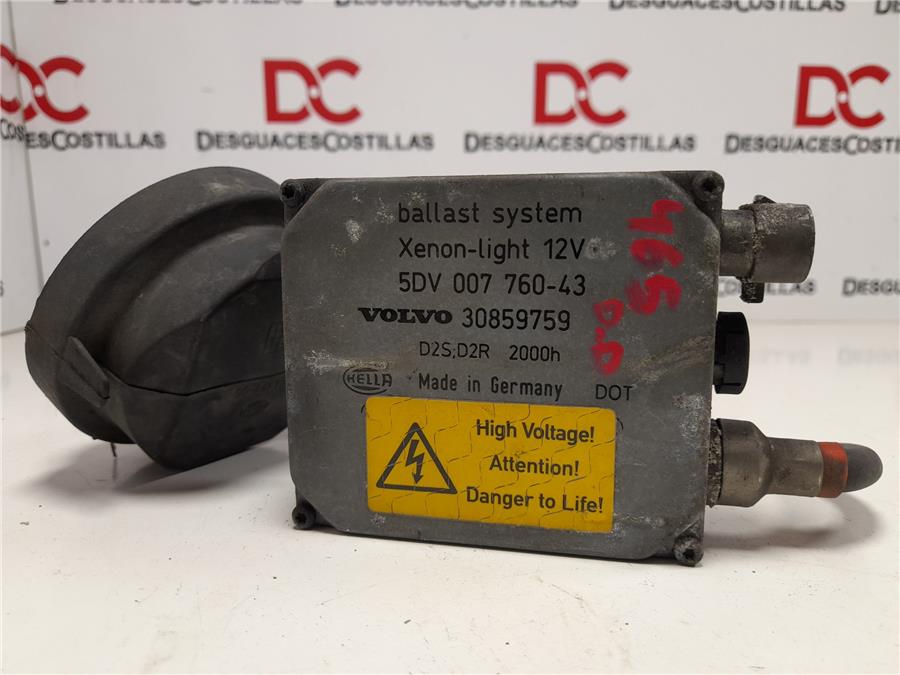 DESGUACESCOSTILLAS
DC
DC
DC
DC
DESGUACESCOSTILLAS
DESGUACESCOSTILLAS
DESGUACESCOSTILLAS
ballast system
Xenon-light 12V
5DV 007 760-43
VOLVO 30859759
D2S;D2R 2000h
HELLA Made in Germany DOT
High Voltage!
Attention!
Danger to Life!
465